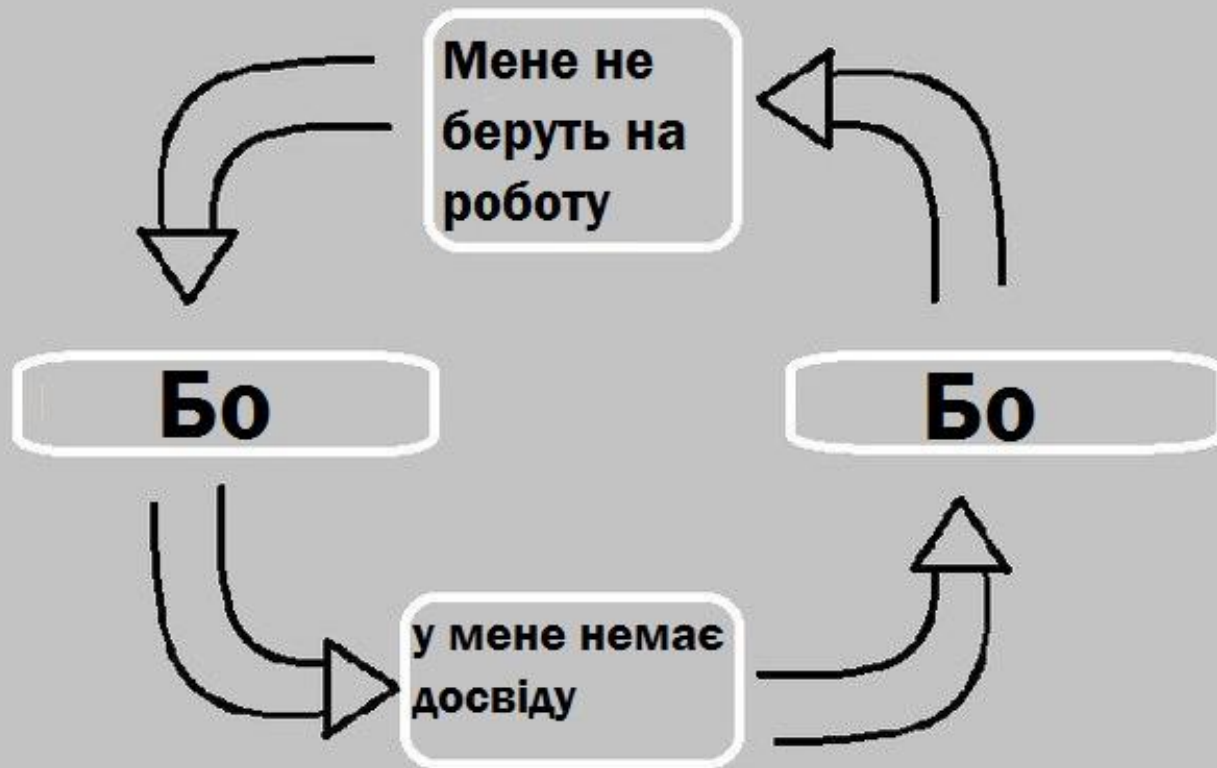 Мене не
беруть на
роботу
Бо
Бо
у мене немає
досвіду